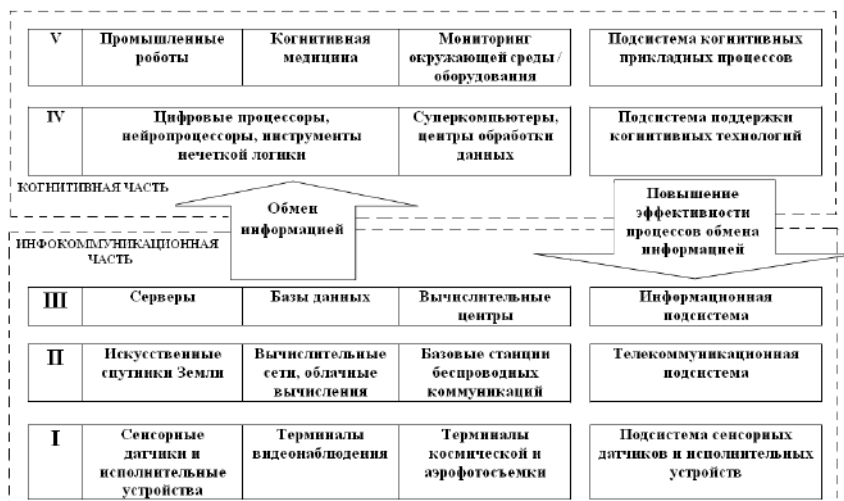 V
Промышленные
роботы
Когнитивная
медицина
Мониторинг
окружающей среды /
оборудования
Подсистема когнитивных
прикладных процессов
IV
Цифровые процессоры,
нейропроцессоры, инструменты
нечеткой логики
Суперкомпьютеры,
центры обработки
данных
Подсистема поддержки
когнитивных технологий
КОГНИТИВНАЯ ЧАСТЬ
Обмен
информацией
Повышение
эффективности
процессов обмена
информацией
ИНФОКОММУНИКАЦИОННАЯ
ЧАСТЬ
III
Серверы
Базы данных
Вычислительные
центры
Информационная
подсистема
II
Искусственные
спутники Земли
Вычислительные
сети, облачные
вычисления
Базовые станции
беспроводных
коммуникаций
Телекоммуникационная
подсистема
I
Сенсорные
датчики и
исполнительные
устройства
Терминалы
видеонаблюдения
Терминалы
космической и
аэрофотосъемки
Подсистема сенсорных
датчиков и исполнительных
устройств